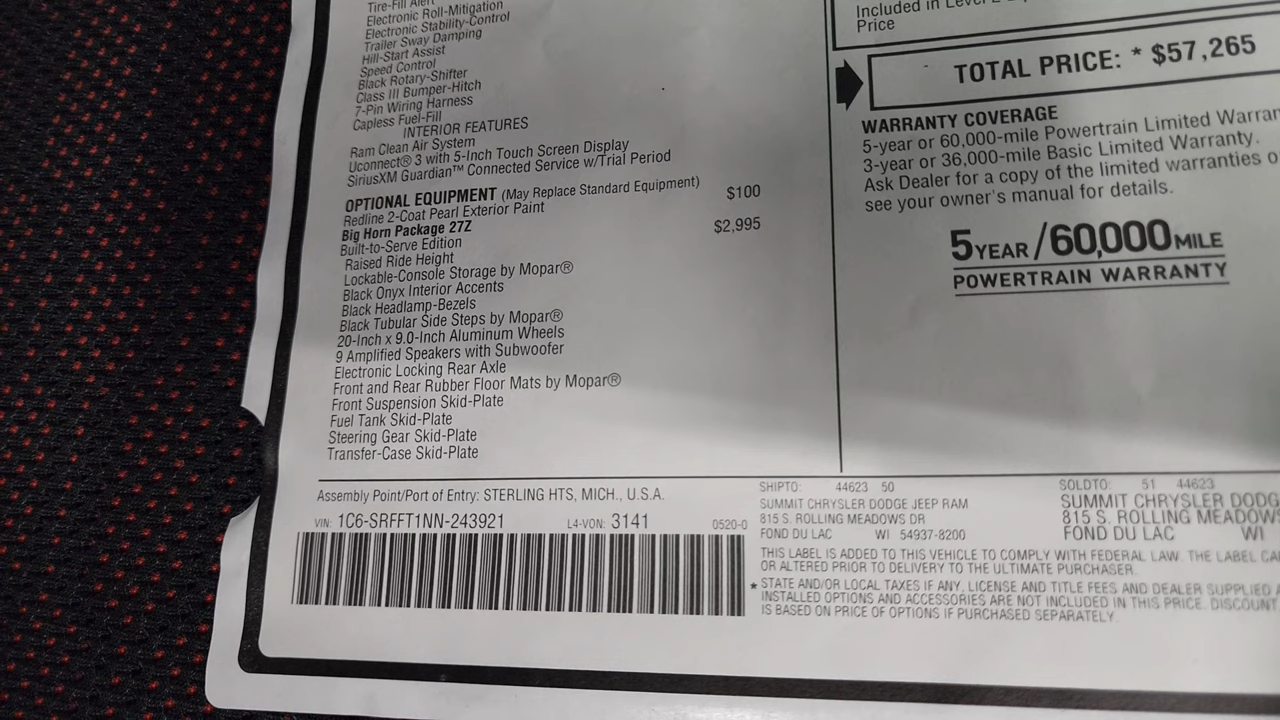 Tire-Fill Alert
Electronic Roll-Mitigation
Electronic Stability-Control
Trailer Sway Damping
Hill-Start Assist
Speed Control
Black Rotary-Shifter
Class III Bumper-Hitch
7-Pin Wiring Harness
Capless Fuel-Fill
INTERIOR FEATURES
Ram Clean Air System
Uconnect® 3 with 5-Inch Touch Screen Display
SiriusXM Guardian™ Connected Service w/Trial Period
OPTIONAL EQUIPMENT (May Replace Standard Equipment)
Redline 2-Coat Pearl Exterior Paint $100
Big Horn Package 27Z $2,995
Built-to-Serve Edition
Raised Ride Height
Lockable-Console Storage by Mopar®
Black Onyx Interior Accents
Black Headlamp-Bezels
Black Tubular Side Steps by Mopar®
20-Inch x 9.0-Inch Aluminum Wheels
9 Amplified Speakers with Subwoofer
Electronic Locking Rear Axle
Front and Rear Rubber Floor Mats by Mopar®
Front Suspension Skid-Plate
Fuel Tank Skid-Plate
Steering Gear Skid-Plate
Transfer-Case Skid-Plate
Included in Level 2
Price
TOTAL PRICE: * $57,265
WARRANTY COVERAGE
5-year or 60,000-mile Powertrain Limited
3-year or 36,000-mile Basic Limited Warranty.
Ask Dealer for a copy of the limited warranties
see your owner's manual for details.
5 YEAR/60,000 MILE
POWERTRAIN WARRANTY
Assembly Point/Port of Entry: STERLING HTS, MICH., U.S.A.
VIN: 1C6-SRFFT1NN-243921 L4-VON: 3141 0520-0
SHIPTO: 44623 50
SUMMIT CHRYSLER DODGE JEEP RAM
815 S. ROLLING MEADOWS DR
FOND DU LAC WI 54937-8200
SOLDTO: 51 44623
SUMMIT CHRYSLER DODG
815 S. ROLLING MEADOWS
FOND DU LAC WI
THIS LABEL IS ADDED TO THIS VEHICLE TO COMPLY WITH FEDERAL LAW. THE LABEL
OR ALTERED PRIOR TO DELIVERY TO THE ULTIMATE PURCHASER.
* STATE AND/OR LOCAL TAXES IF ANY, LICENSE AND TITLE FEES AND DEALER SUPPLIED
INSTALLED OPTIONS AND ACCESSORIES ARE NOT INCLUDED IN THIS PRICE. DISCOUNT
IS BASED ON PRICE OF OPTIONS IF PURCHASED SEPARATELY.